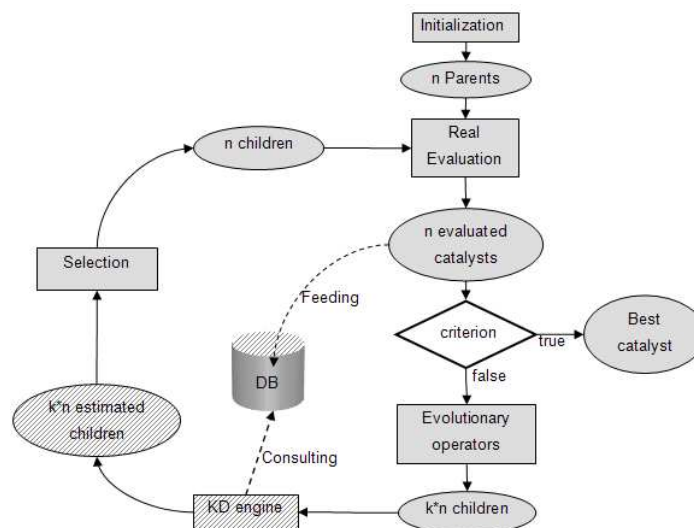 Initialization
n Parents
Real
Evaluation
n children
n evaluated
catalysts
Selection
Feeding
criterion
true
Best
catalyst
false
DB
k*n estimated
children
Evolutionary
operators
Consulting
KD engine
k*n children